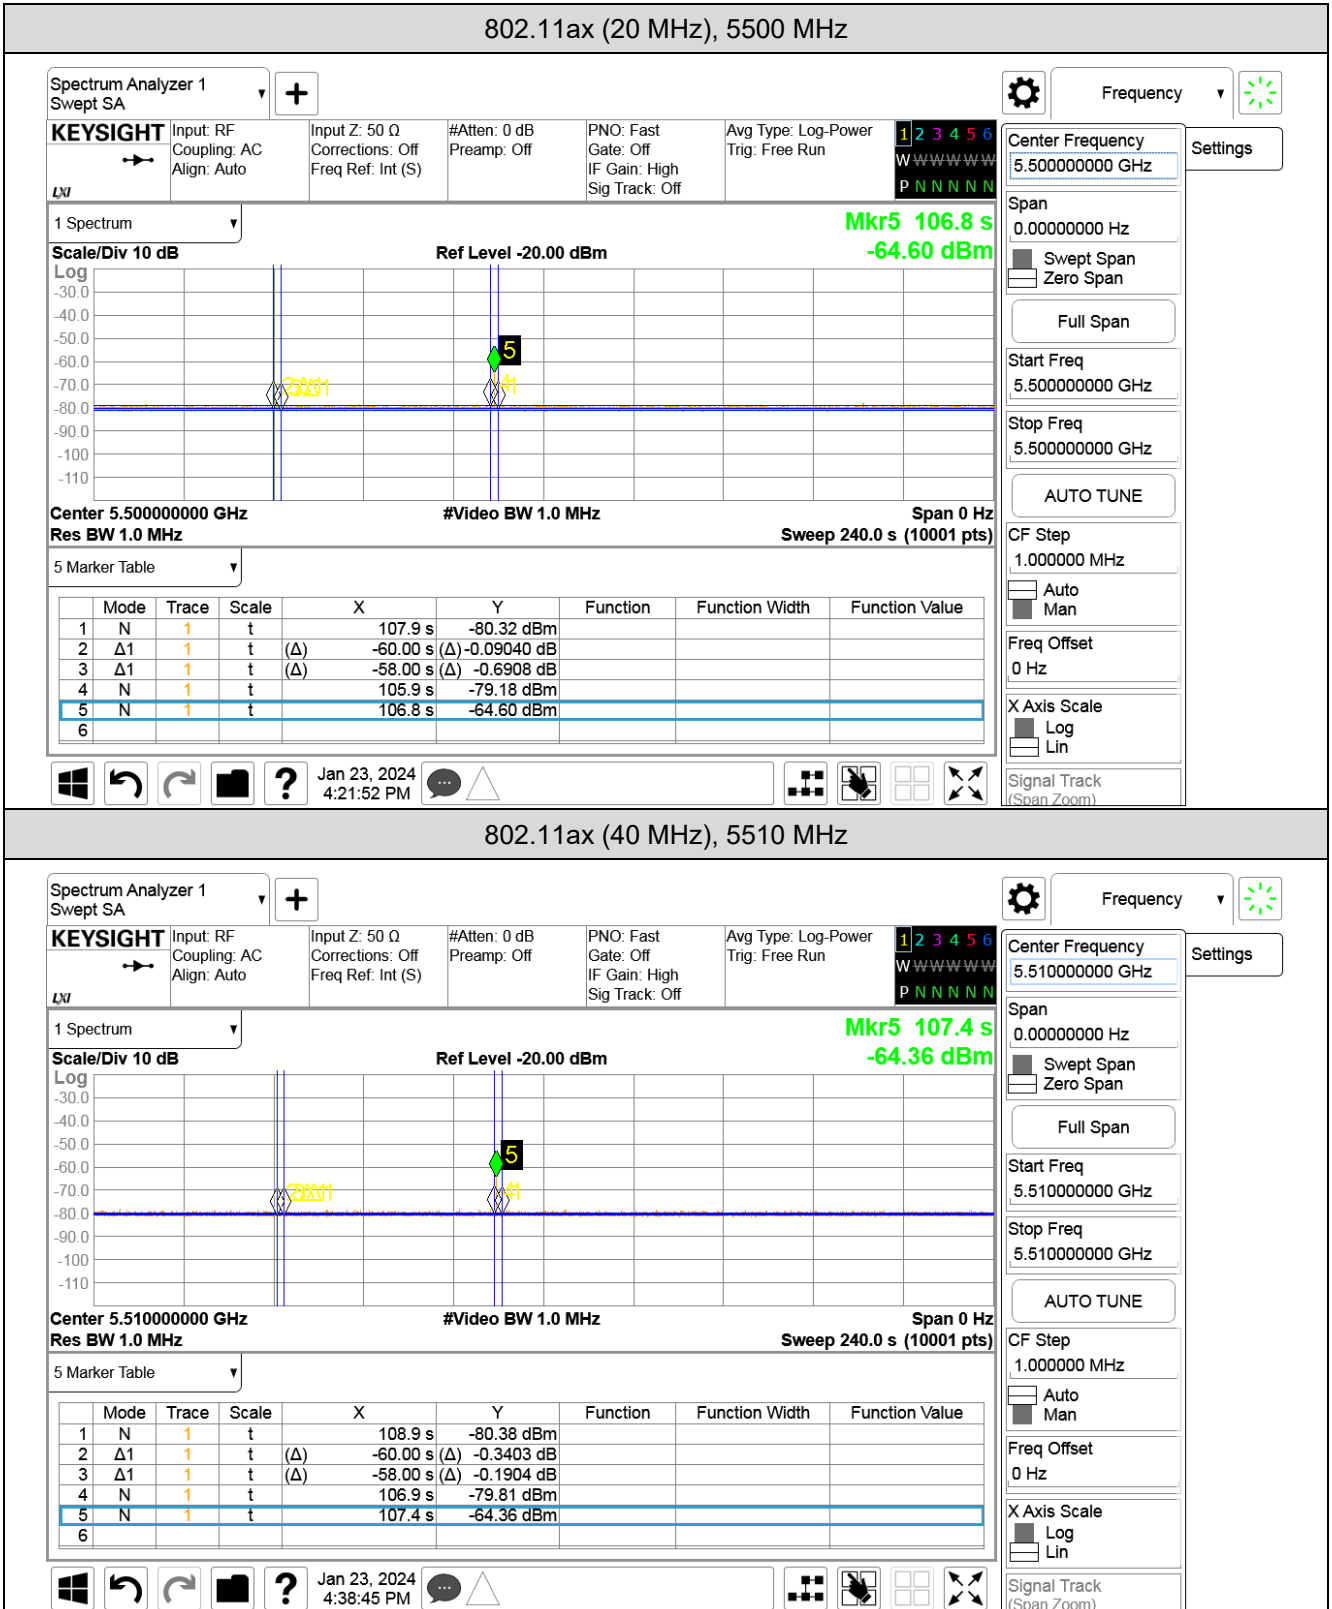 802.11ax (20 MHz), 5500 MHz
Spectrum Analyzer 1
Swept SA
Frequency
KEYSIGHT
LXI
Input: RF
Coupling: AC
Align: Auto
Input Z: 50 Ω
Corrections: Off
Freq Ref: Int (S)
#Atten: 0 dB
Preamp: Off
PNO: Fast
Gate: Off
IF Gain: High
Sig Track: Off
Avg Type: Log-Power
Trig: Free Run
1 2 3 4 5 6
W W W W W W
P N N N N N
Center Frequency
5.500000000 GHz
Settings
Span
0.00000000 Hz
Swept Span
Zero Span
Full Span
Start Freq
5.500000000 GHz
Stop Freq
5.500000000 GHz
AUTO TUNE
CF Step
1.000000 MHz
Auto
Man
Freq Offset
0 Hz
X Axis Scale
Log
Lin
Signal Track
(Span Zoom)
1 Spectrum
Mkr5 106.8 s
Scale/Div 10 dB
Ref Level -20.00 dBm
-64.60 dBm
Log
-30.0
-40.0
-50.0
5
-60.0
-70.0
-80.0
-90.0
-100
-110
Center 5.500000000 GHz
#Video BW 1.0 MHz
Span 0 Hz
Res BW 1.0 MHz
Sweep 240.0 s (10001 pts)
5 Marker Table
Mode Trace Scale X Y Function Function Width Function Value
1 N 1 t 107.9 s -80.32 dBm
2 Δ1 1 t (Δ) -60.00 s (Δ) -0.09040 dB
3 Δ1 1 t (Δ) -58.00 s (Δ) -0.6908 dB
4 N 1 t 105.9 s -79.18 dBm
5 N 1 t 106.8 s -64.60 dBm
6
?
Jan 23, 2024
4:21:52 PM
802.11ax (40 MHz), 5510 MHz
Spectrum Analyzer 1
Swept SA
Frequency
KEYSIGHT
LXI
Input: RF
Coupling: AC
Align: Auto
Input Z: 50 Ω
Corrections: Off
Freq Ref: Int (S)
#Atten: 0 dB
Preamp: Off
PNO: Fast
Gate: Off
IF Gain: High
Sig Track: Off
Avg Type: Log-Power
Trig: Free Run
1 2 3 4 5 6
W W W W W W
P N N N N N
Center Frequency
5.510000000 GHz
Settings
Span
0.00000000 Hz
Swept Span
Zero Span
Full Span
Start Freq
5.510000000 GHz
Stop Freq
5.510000000 GHz
AUTO TUNE
CF Step
1.000000 MHz
Auto
Man
Freq Offset
0 Hz
X Axis Scale
Log
Lin
Signal Track
(Span Zoom)
1 Spectrum
Mkr5 107.4 s
Scale/Div 10 dB
Ref Level -20.00 dBm
-64.36 dBm
Log
-30.0
-40.0
-50.0
5
-60.0
-70.0
-80.0
-90.0
-100
-110
Center 5.510000000 GHz
#Video BW 1.0 MHz
Span 0 Hz
Res BW 1.0 MHz
Sweep 240.0 s (10001 pts)
5 Marker Table
Mode Trace Scale X Y Function Function Width Function Value
1 N 1 t 108.9 s -80.38 dBm
2 Δ1 1 t (Δ) -60.00 s (Δ) -0.3403 dB
3 Δ1 1 t (Δ) -58.00 s (Δ) -0.1904 dB
4 N 1 t 106.9 s -79.81 dBm
5 N 1 t 107.4 s -64.36 dBm
6
?
Jan 23, 2024
4:38:45 PM